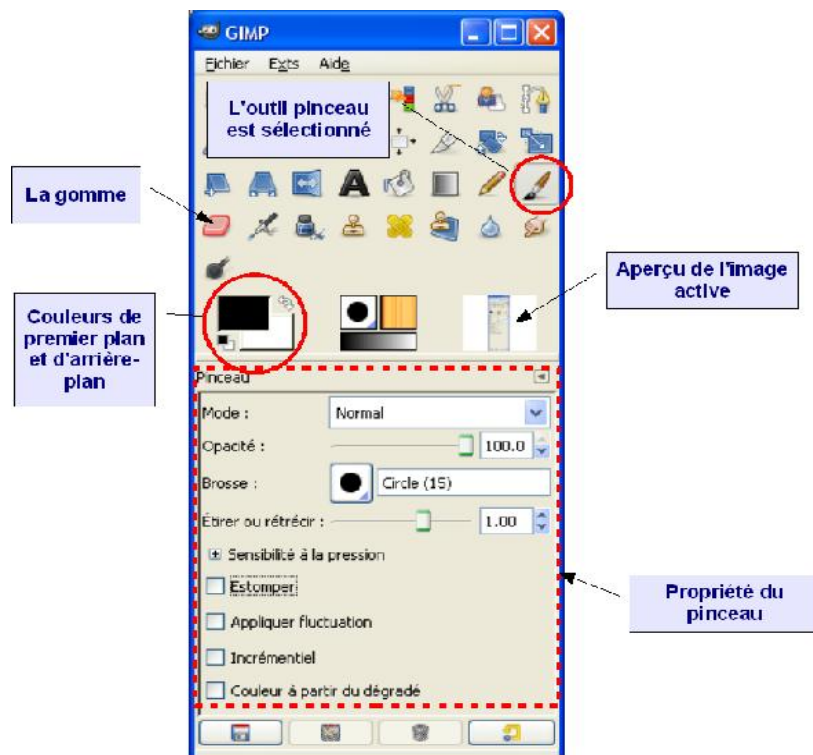 GIMP
Fichier Exts Aide
L'outil pinceau
est sélectionné
La gomme
Aperçu de l'image
active
Couleurs de
premier plan
et d'arrière-
plan
Pinceau
Mode : Normal
Opacité : 100.0
Brosse : Circle (15)
Étirer ou rétrécir : 1.00
Sensibilité à la pression
Estomper
Appliquer fluctuation
Incrémentiel
Couleur à partir du dégradé
Propriété du
pinceau